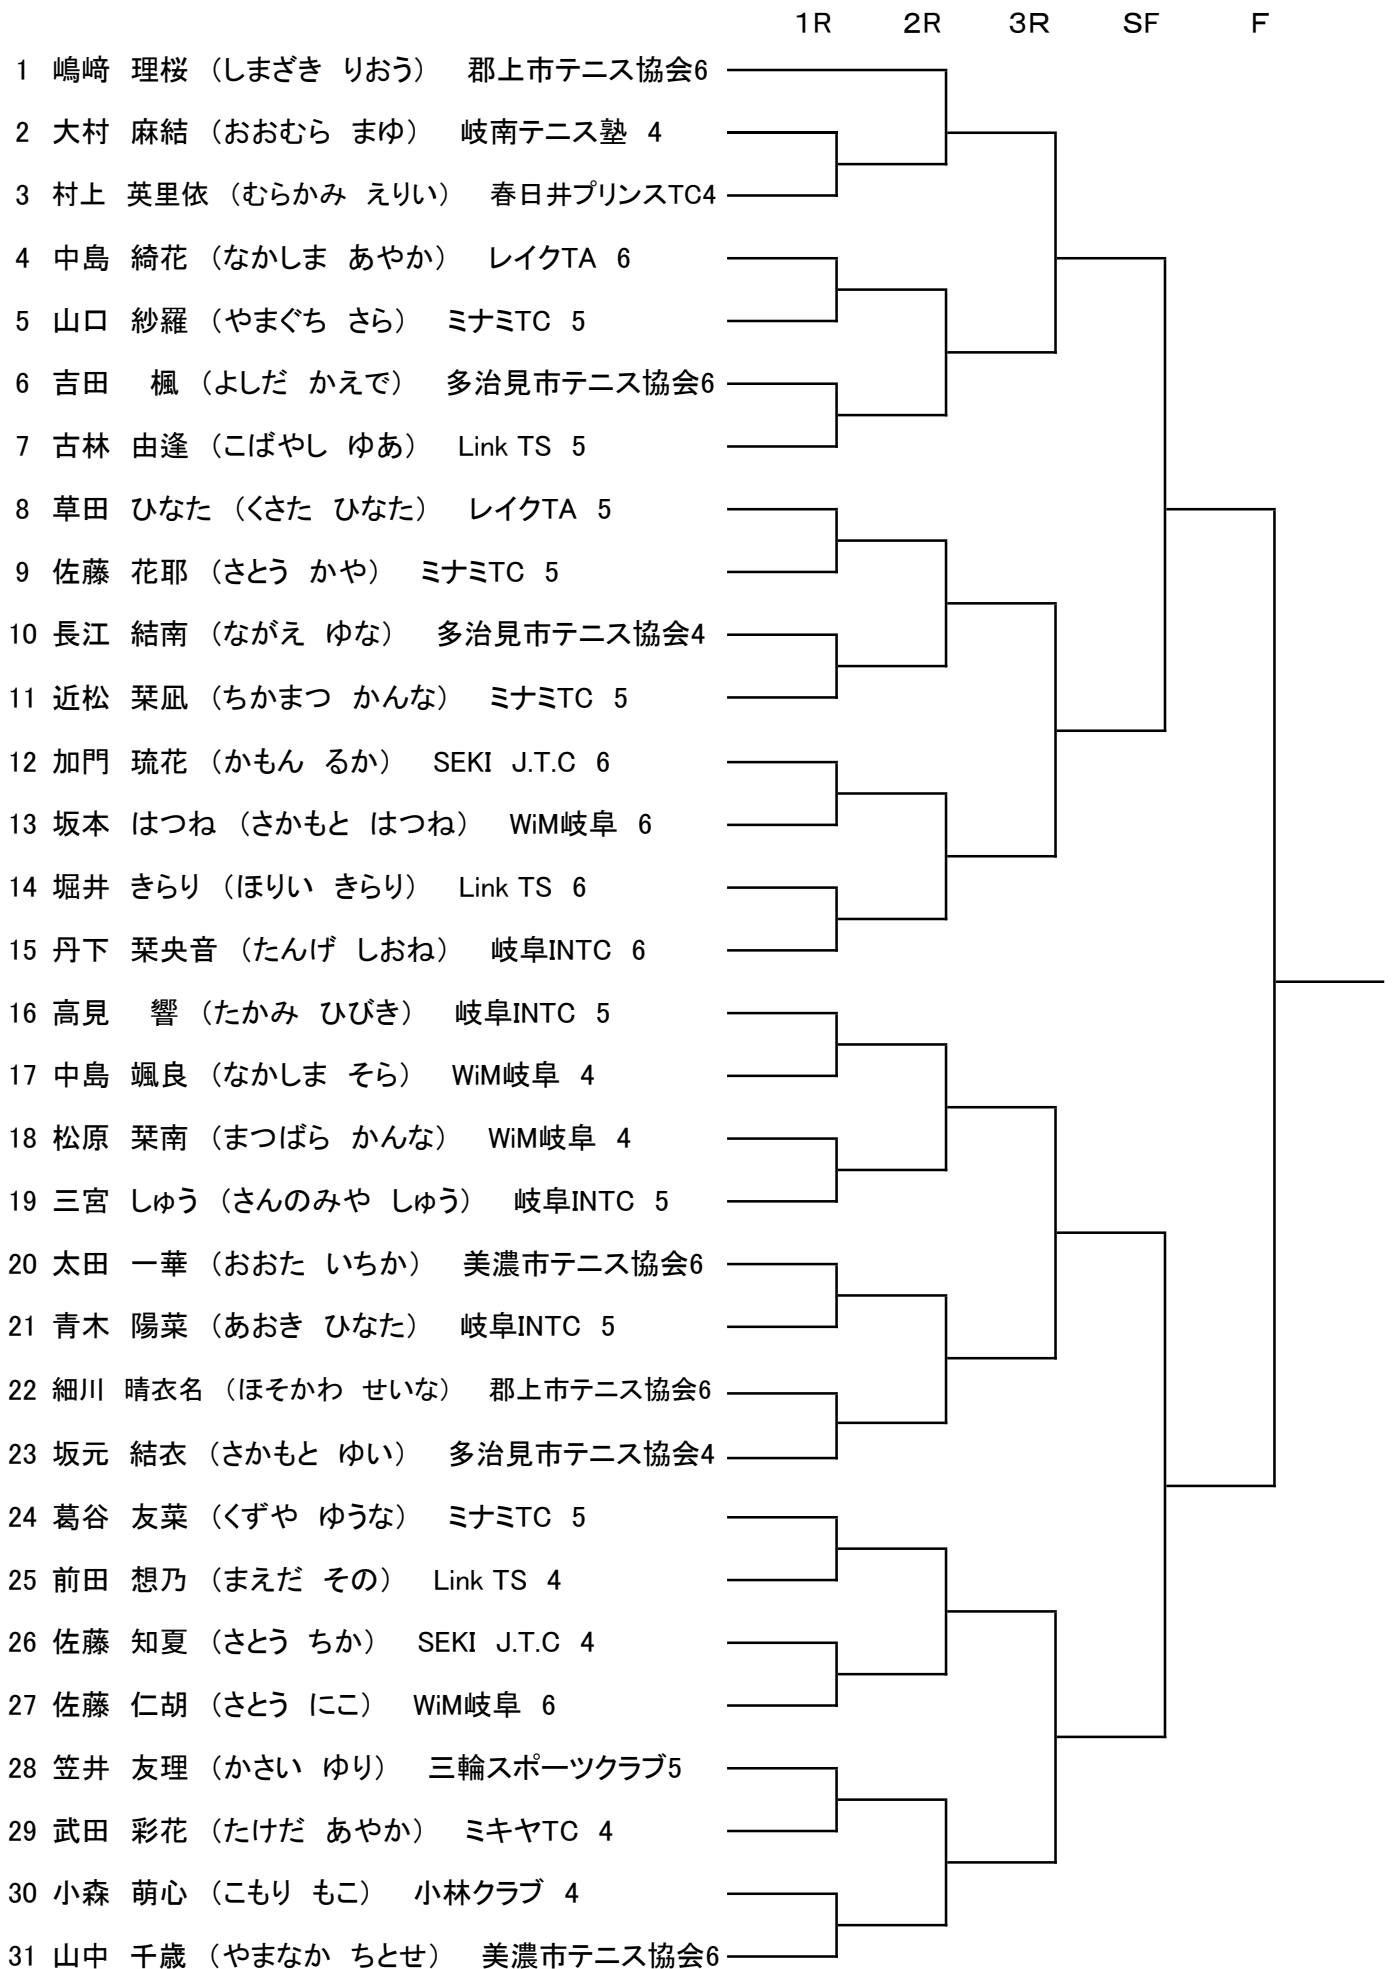 1R 2R 3R SF F
1 嶋﨑 理桜 （しまざき りおう） 郡上市テニス協会6
2 大村 麻結 （おおむら まゆ） 岐南テニス塾 4
3 村上 英里依 （むらかみ えりい） 春日井プリンスTC4
4 中島 綺花 （なかしま あやか） レイクTA 6
5 山口 紗羅 （やまぐち さら） ミナミTC 5
6 吉田 楓 （よしだ かえで） 多治見市テニス協会6
7 古林 由逢 （こばやし ゆあ） Link TS 5
8 草田 ひなた （くさた ひなた） レイクTA 5
9 佐藤 花耶 （さとう かや） ミナミTC 5
10 長江 結南 （ながえ ゆな） 多治見市テニス協会4
11 近松 栞凪 （ちかまつ かんな） ミナミTC 5
12 加門 琉花 （かもん るか） SEKI J.T.C 6
13 坂本 はつね （さかもと はつね） WiM岐阜 6
14 堀井 きらり （ほりい きらり） Link TS 6
15 丹下 栞央音 （たんげ しおね） 岐阜INTC 6
16 高見 響 （たかみ ひびき） 岐阜INTC 5
17 中島 颯良 （なかしま そら） WiM岐阜 4
18 松原 栞南 （まつばら かんな） WiM岐阜 4
19 三宮 しゅう （さんのみや しゅう） 岐阜INTC 5
20 太田 一華 （おおた いちか） 美濃市テニス協会6
21 青木 陽菜 （あおき ひなた） 岐阜INTC 5
22 細川 晴衣名 （ほそかわ せいな） 郡上市テニス協会6
23 坂元 結衣 （さかもと ゆい） 多治見市テニス協会4
24 葛谷 友菜 （くずや ゆうな） ミナミTC 5
25 前田 想乃 （まえだ その） Link TS 4
26 佐藤 知夏 （さとう ちか） SEKI J.T.C 4
27 佐藤 仁胡 （さとう にこ） WiM岐阜 6
28 笠井 友理 （かさい ゆり） 三輪スポーツクラブ5
29 武田 彩花 （たけだ あやか） ミキヤTC 4
30 小森 萌心 （こもり もこ） 小林クラブ 4
31 山中 千歳 （やまなか ちとせ） 美濃市テニス協会6